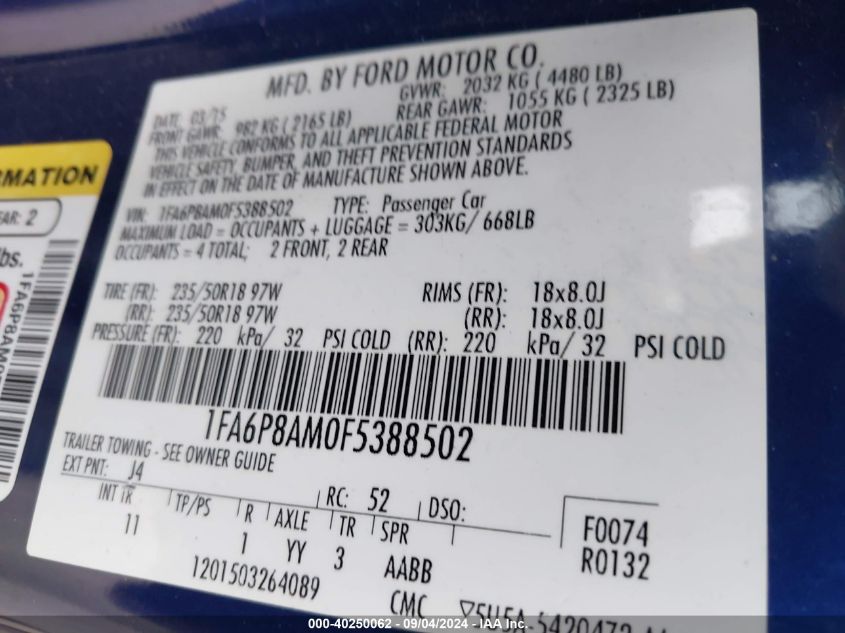 MFD. BY FORD MOTOR CO.
DATE: 03/15 GVWR: 2032 KG ( 4480 LB)
FRONT GAWR: 982 KG ( 2165 LB) REAR GAWR: 1055 KG ( 2325 LB)
THIS VEHICLE CONFORMS TO ALL APPLICABLE FEDERAL MOTOR
VEHICLE SAFETY, BUMPER, AND THEFT PREVENTION STANDARDS
IN EFFECT ON THE DATE OF MANUFACTURE SHOWN ABOVE.
VIN: 1FA6P8AM0F5388502 TYPE: Passenger Car
MAXIMUM LOAD = OCCUPANTS + LUGGAGE = 303KG/ 668LB
OCCUPANTS = 4 TOTAL; 2 FRONT, 2 REAR
TIRE (FR): 235/50R18 97W RIMS (FR): 18x8.0J
(RR): 235/50R18 97W (RR): 18x8.0J
PRESSURE (FR): 220 kPa/ 32 PSI COLD (RR): 220 kPa/ 32 PSI COLD
1FA6P8AM0F5388502
TRAILER TOWING - SEE OWNER GUIDE
EXT PNT: J4 RC: 52 DSO:
INT TR TP/PS R AXLE TR SPR
11 1 YY 3 AABB
F0074
R0132
1201503264089 CMC
RMATION
EAR: 2
lbs.
000-40250062 - 09/04/2024 - IAA Inc.